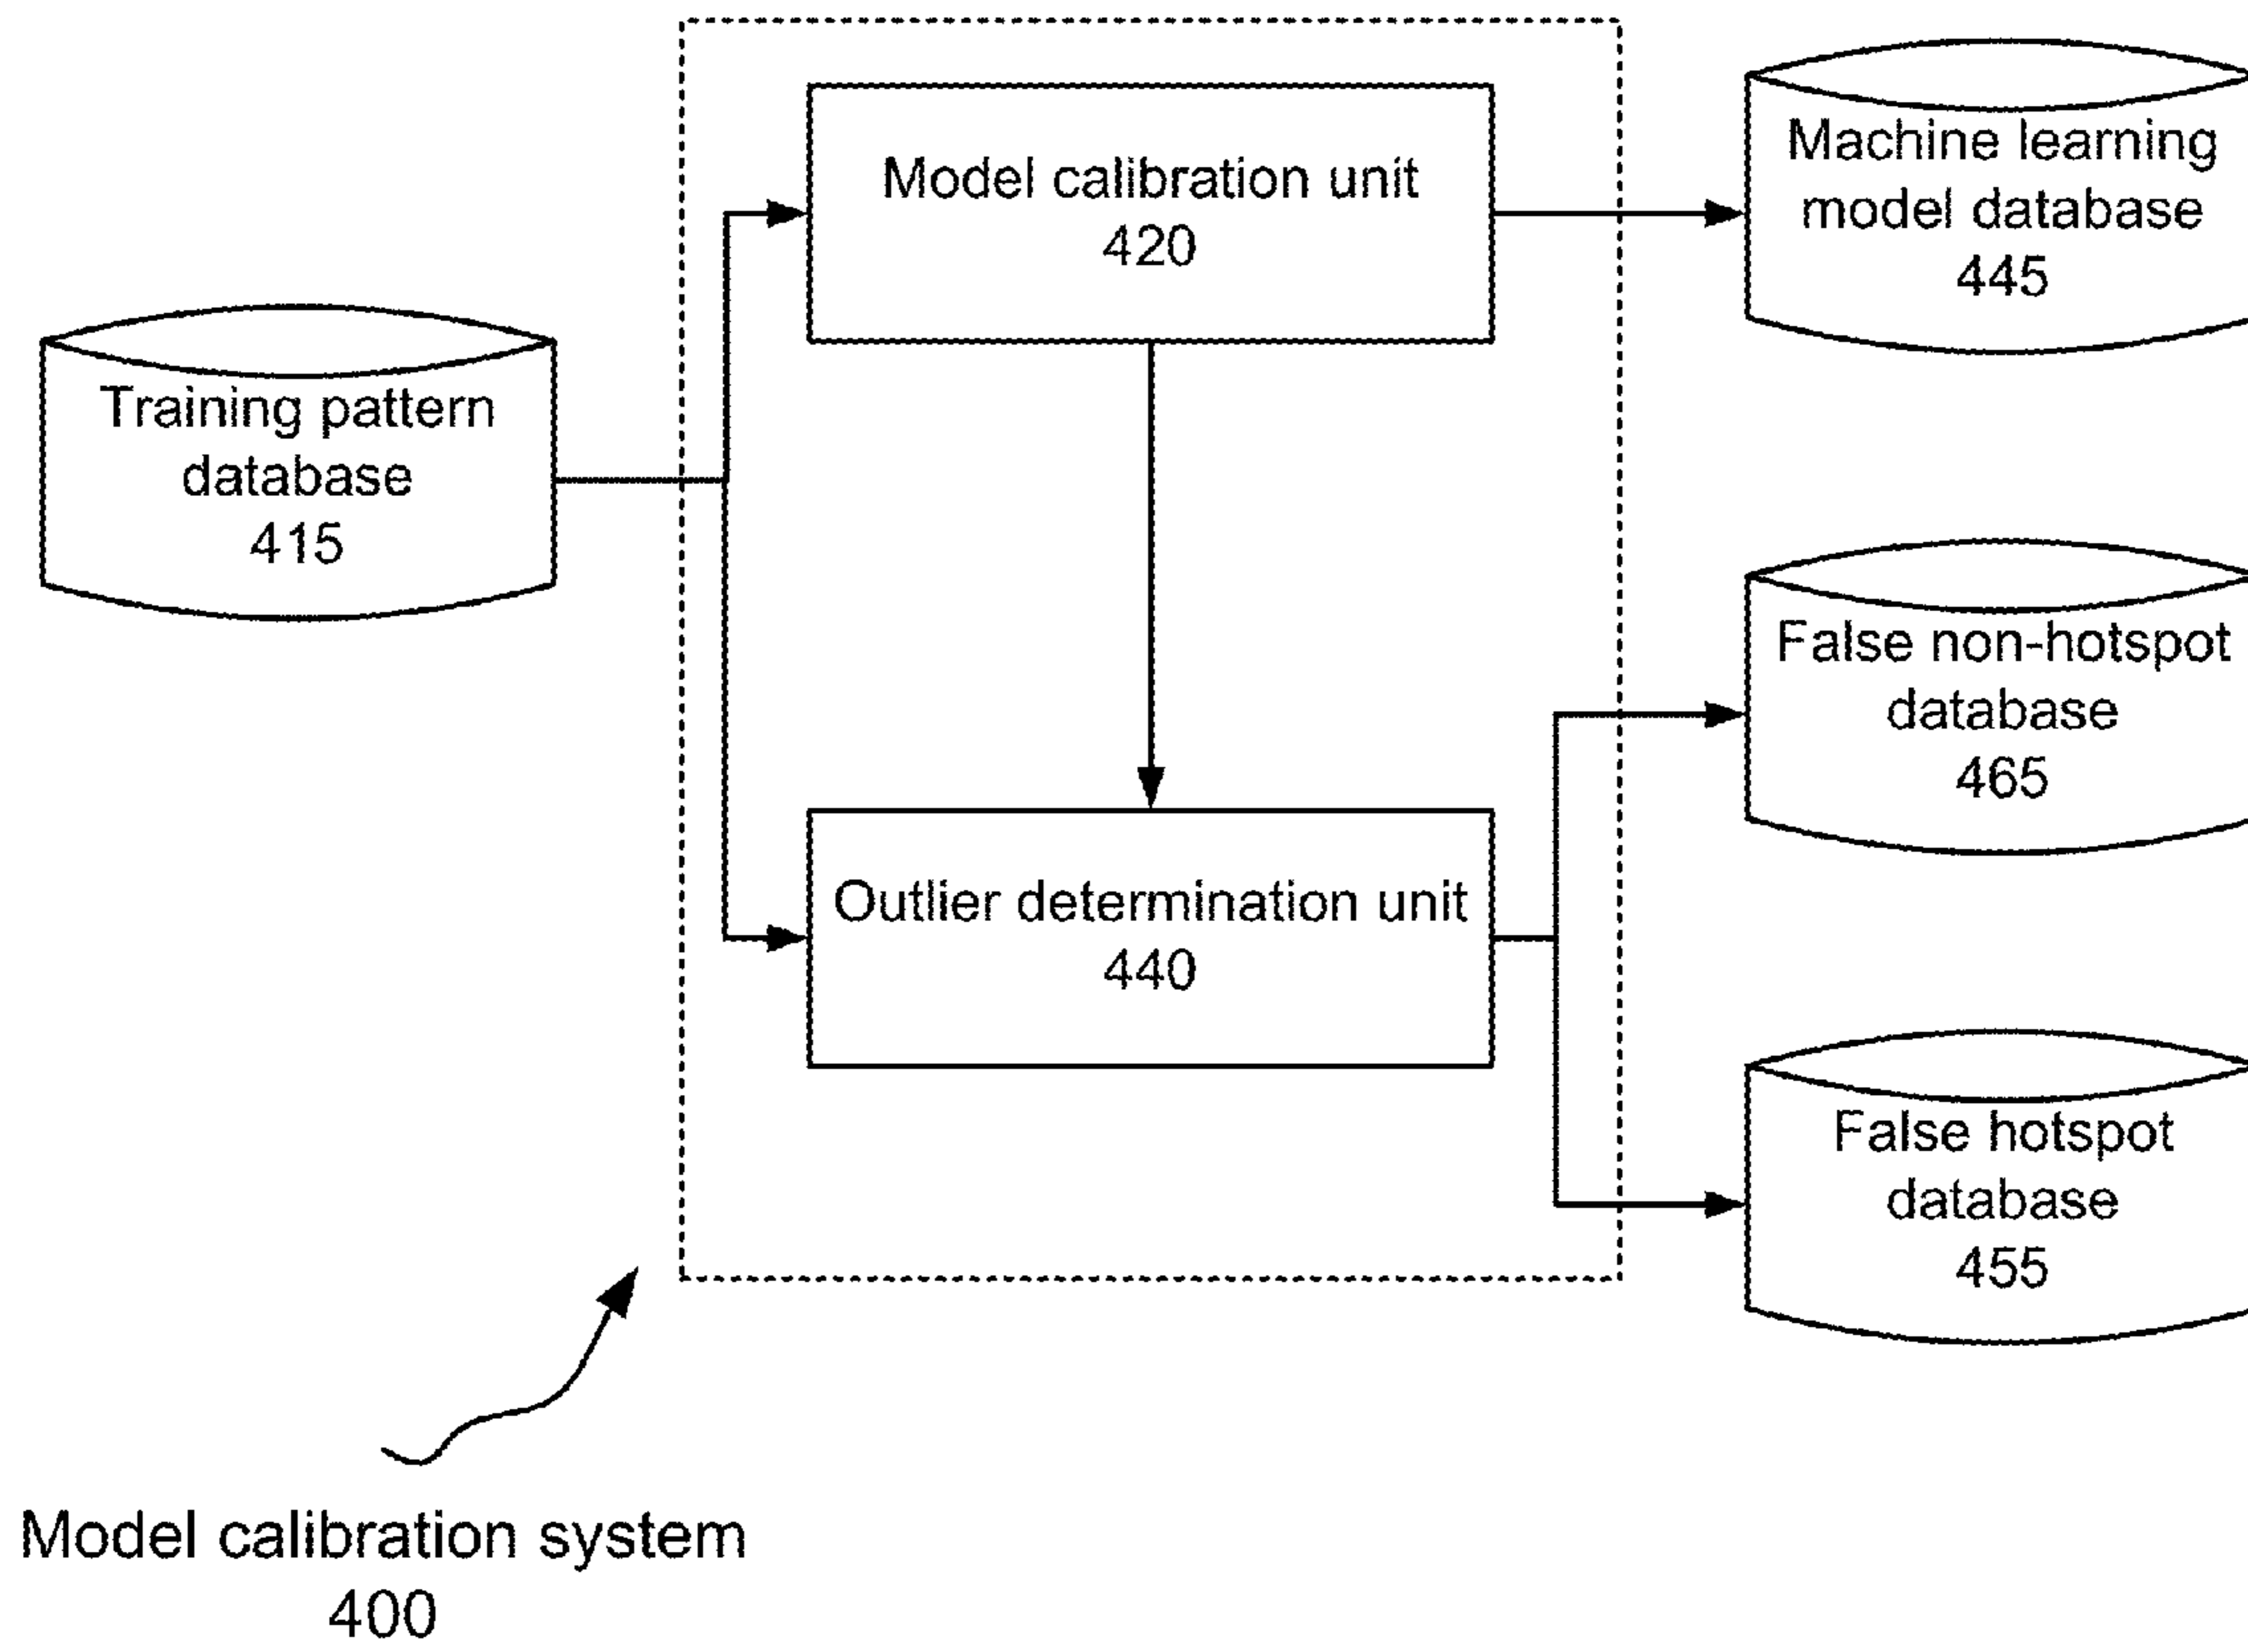 Model calibration unit
420
Machine learning
model database
445
Training pattern
database
415
False non-hotspot
database
465
Outlier determination unit
440
False hotspot
database
455
Model calibration system
400